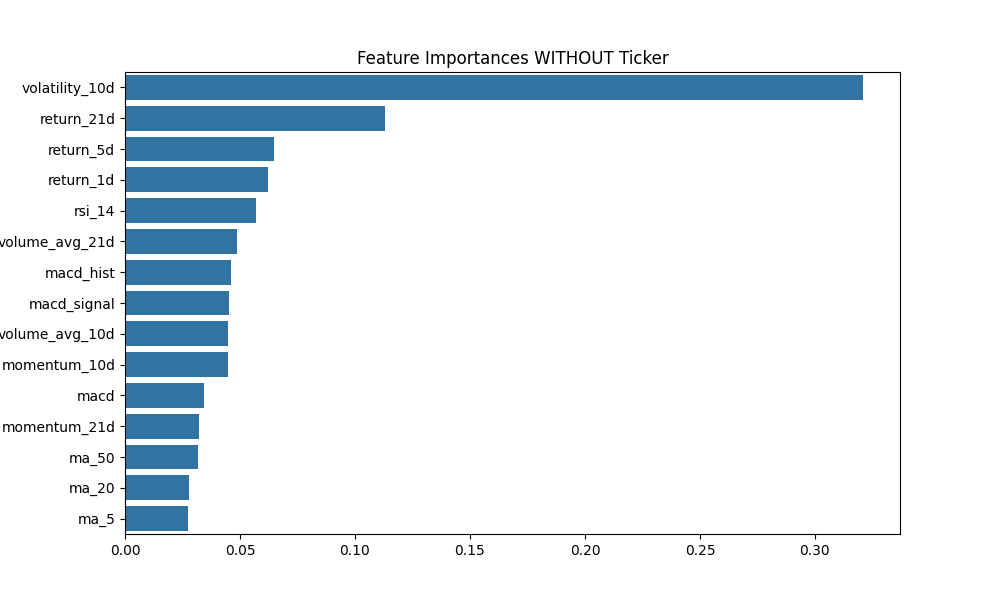 Feature Importances WITHOUT Ticker
volatility_10d
return_21d
return_5d
return_1d
rsi_14
volume_avg_21d
macd_hist
macd_signal
volume_avg_10d
momentum_10d
macd
momentum_21d
ma_50
ma_20
ma_5
0.00 0.05 0.10 0.15 0.20 0.25 0.30